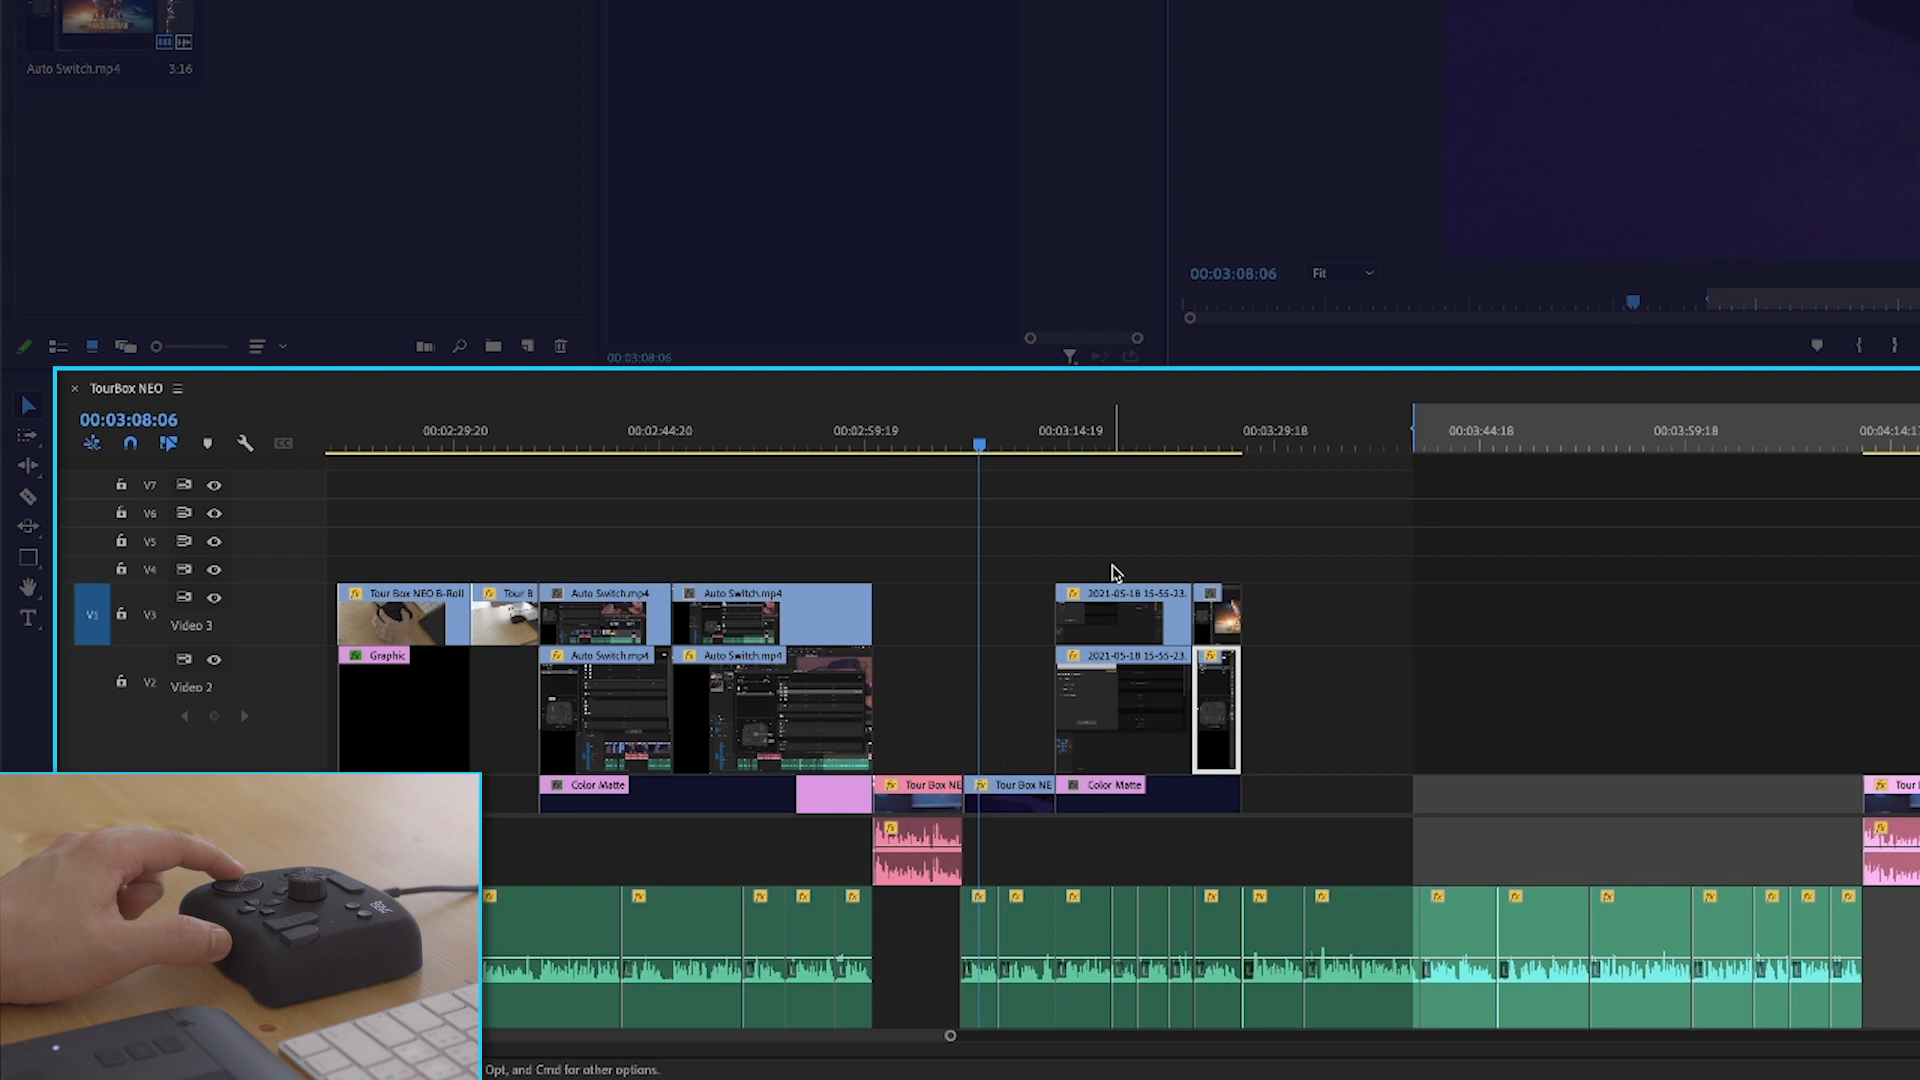 Auto Switch.mp4 3:16
00:03:08:06 Fit
00:03:08:06
TourBox NEO
00:03:08:06
00:02:29:20 00:02:44:20 00:02:59:19 00:03:14:19 00:03:29:18 00:03:44:18 00:03:59:18 00:04:14:17
V7
V6
V5
V4
Tour Box NEO B-Roll Tour B Auto Switch.mp4 Auto Switch.mp4 2021-05-18 15-55-23.
V1 V3
Video 3
Graphic Auto Switch.mp4 Auto Switch.mp4 2021-05-18 15-55-23.
V2 Video 2
Color Matte Tour Box NE Tour Box NE Color Matte Tour
Opt, and Cmd for other options.